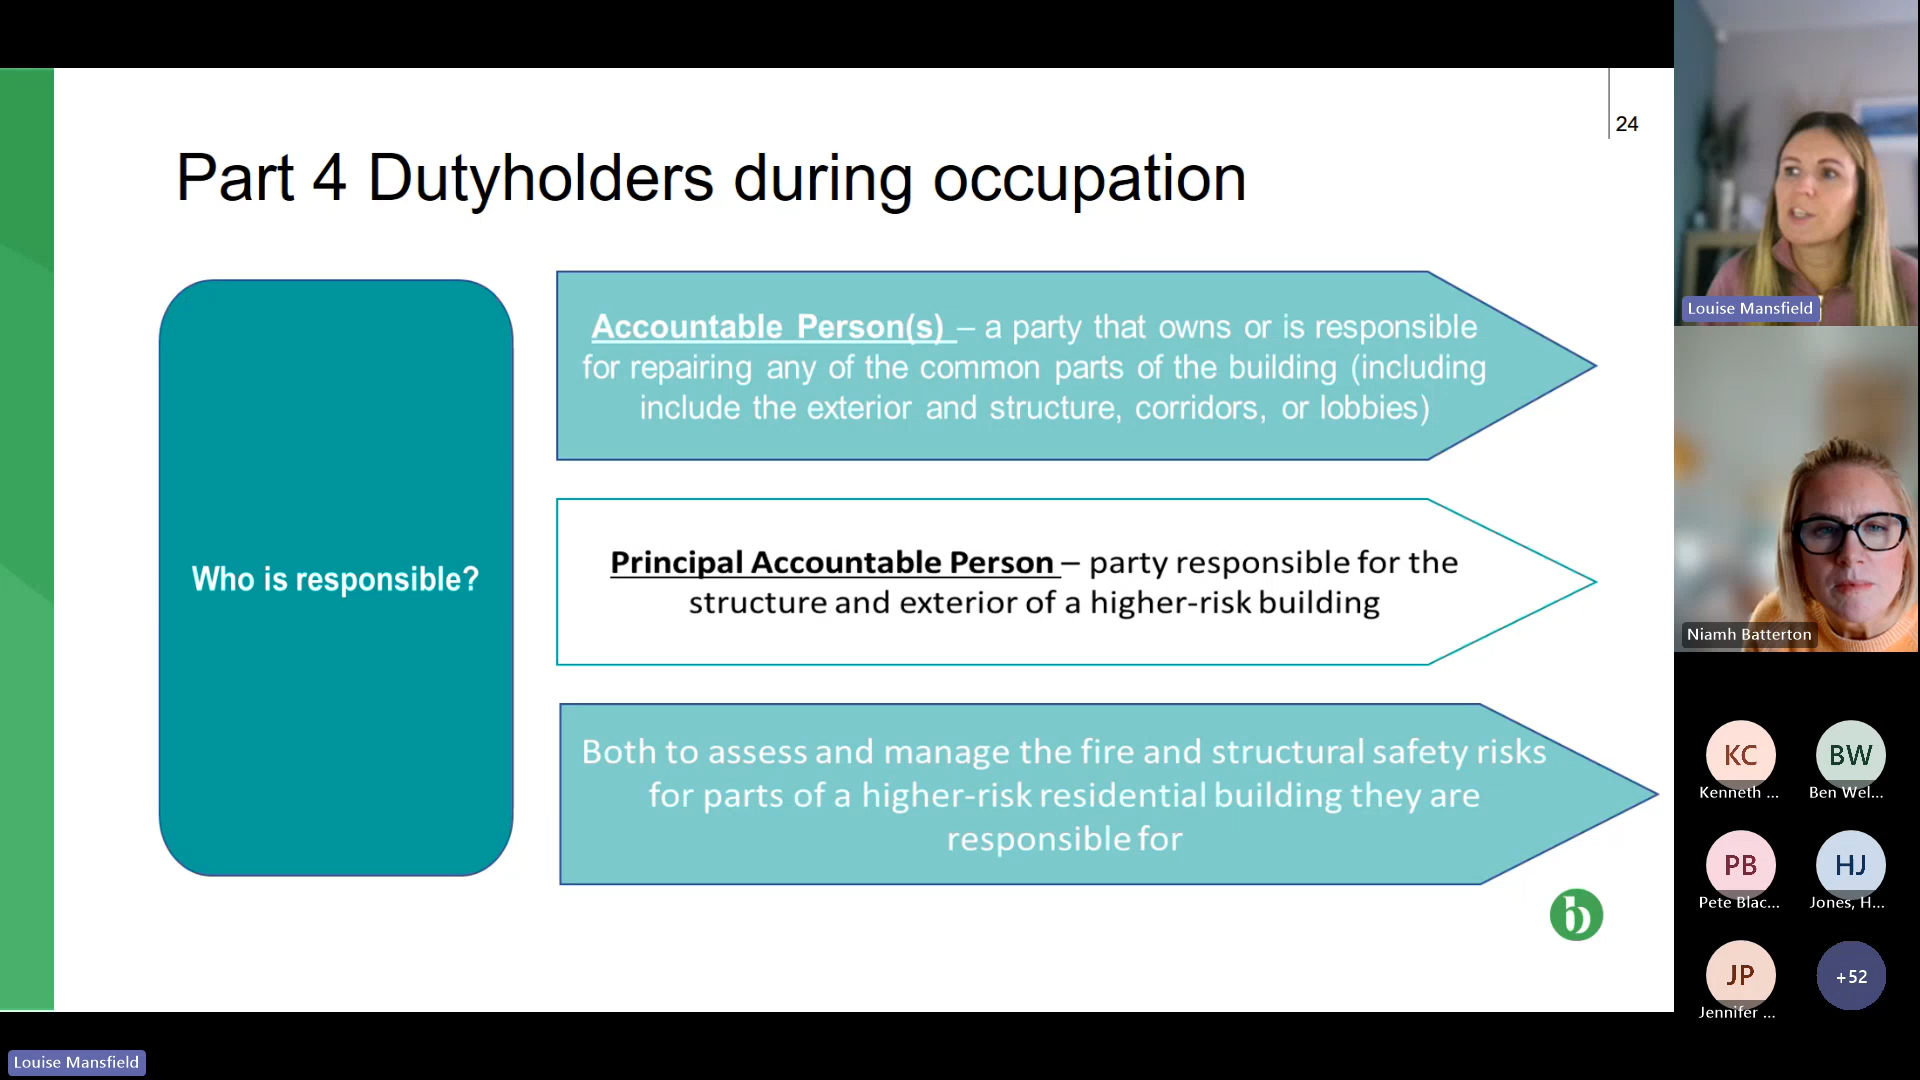 24
Part 4 Dutyholders during occupation
Who is responsible?
Accountable Person(s) – a party that owns or is responsible
for repairing any of the common parts of the building (including
include the exterior and structure, corridors, or lobbies)
Principal Accountable Person – party responsible for the
structure and exterior of a higher-risk building
Both to assess and manage the fire and structural safety risks
for parts of a higher-risk residential building they are
responsible for
b
Louise Mansfield
Niamh Batterton
KC
Kenneth ...
BW
Ben Wel...
PB
Pete Blac...
HJ
Jones, H...
JP
Jennifer ...
+52
Louise Mansfield